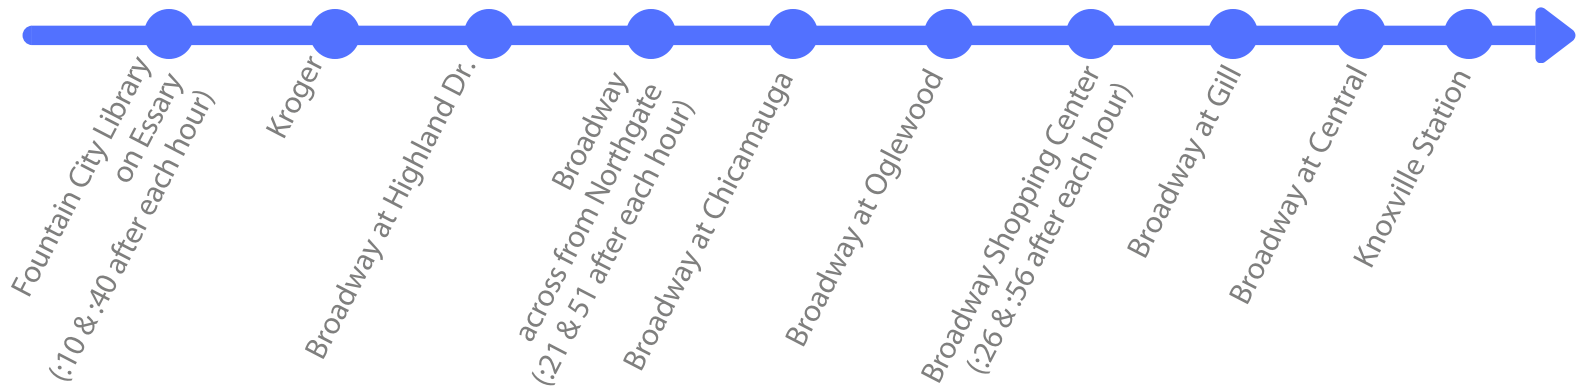 Fountain City Library
on Essary
(:10 & :40 after each hour)
Kroger
Broadway at Highland Dr.
Broadway
across from Northgate
(:21 & 51 after each hour)
Broadway at Chicamauga
Broadway at Oglewood
Broadway Shopping Center
(:26 & :56 after each hour)
Broadway at Gill
Broadway at Central
Knoxville Station